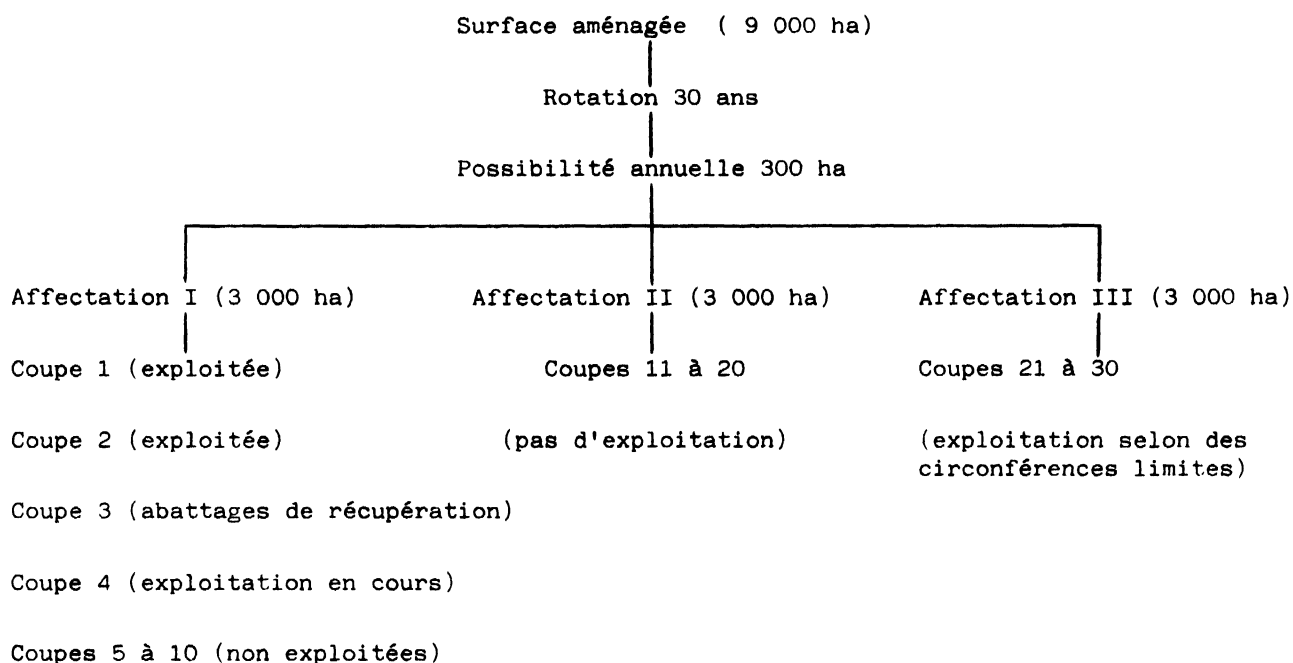 Surface aménagée ( 9 000 ha)
Rotation 30 ans
Possibilité annuelle 300 ha
Affectation I (3 000 ha)
Affectation II (3 000 ha)
Affectation III (3 000 ha)
Coupe 1 (exploitée)
Coupes 11 à 20
Coupes 21 à 30
Coupe 2 (exploitée)
(pas d'exploitation)
(exploitation selon des
circonférences limites)
Coupe 3 (abattages de récupération)
Coupe 4 (exploitation en cours)
Coupes 5 à 10 (non exploitées)